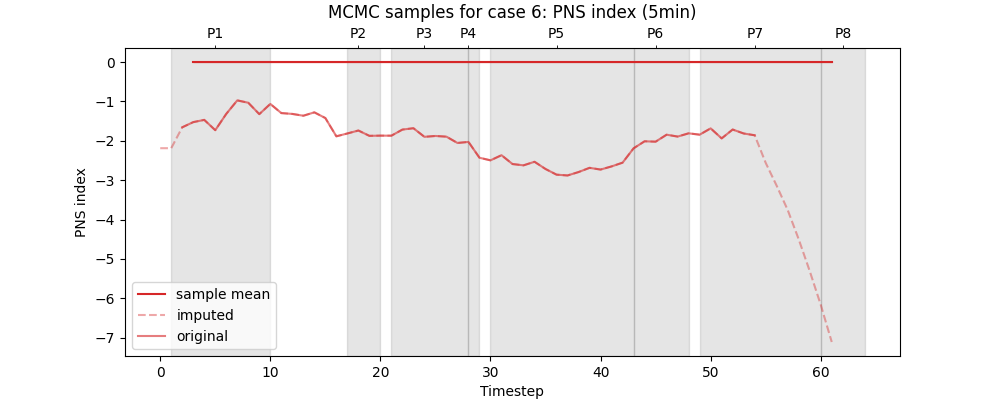 MCMC samples for case 6: PNS index (5min)
P1 P2 P3 P4 P5 P6 P7 P8
0
−1
−2
−3
−4
−5
−6
−7
PNS index
sample mean
imputed
original
0 10 20 30 40 50 60
Timestep